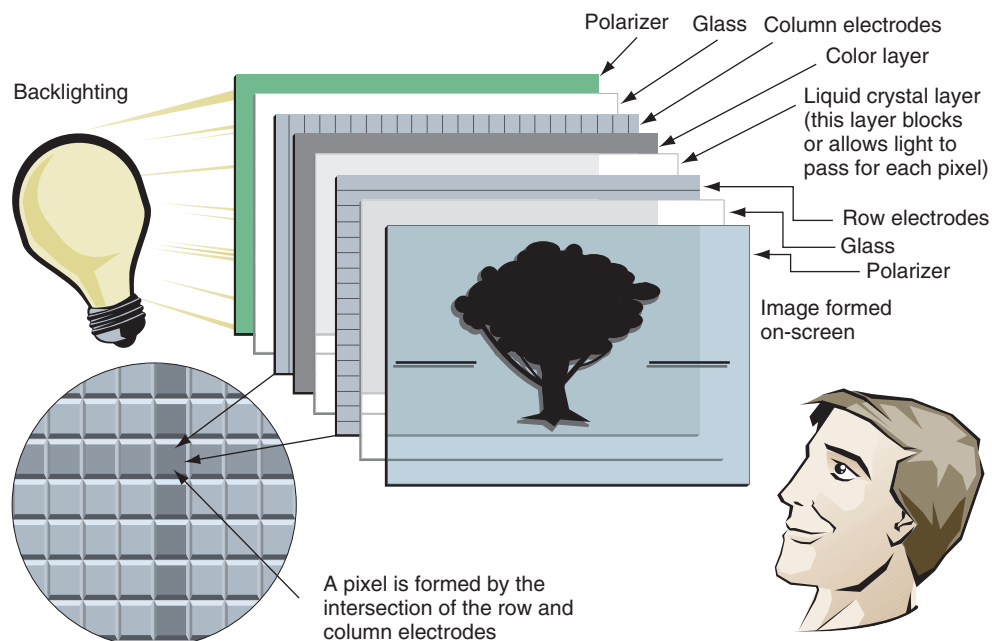 Polarizer
Glass
Column electrodes
Color layer
Backlighting
Liquid crystal layer
(this layer blocks
or allows light to
pass for each pixel)
Row electrodes
Glass
Polarizer
Image formed
on-screen
A pixel is formed by the
intersection of the row and
column electrodes